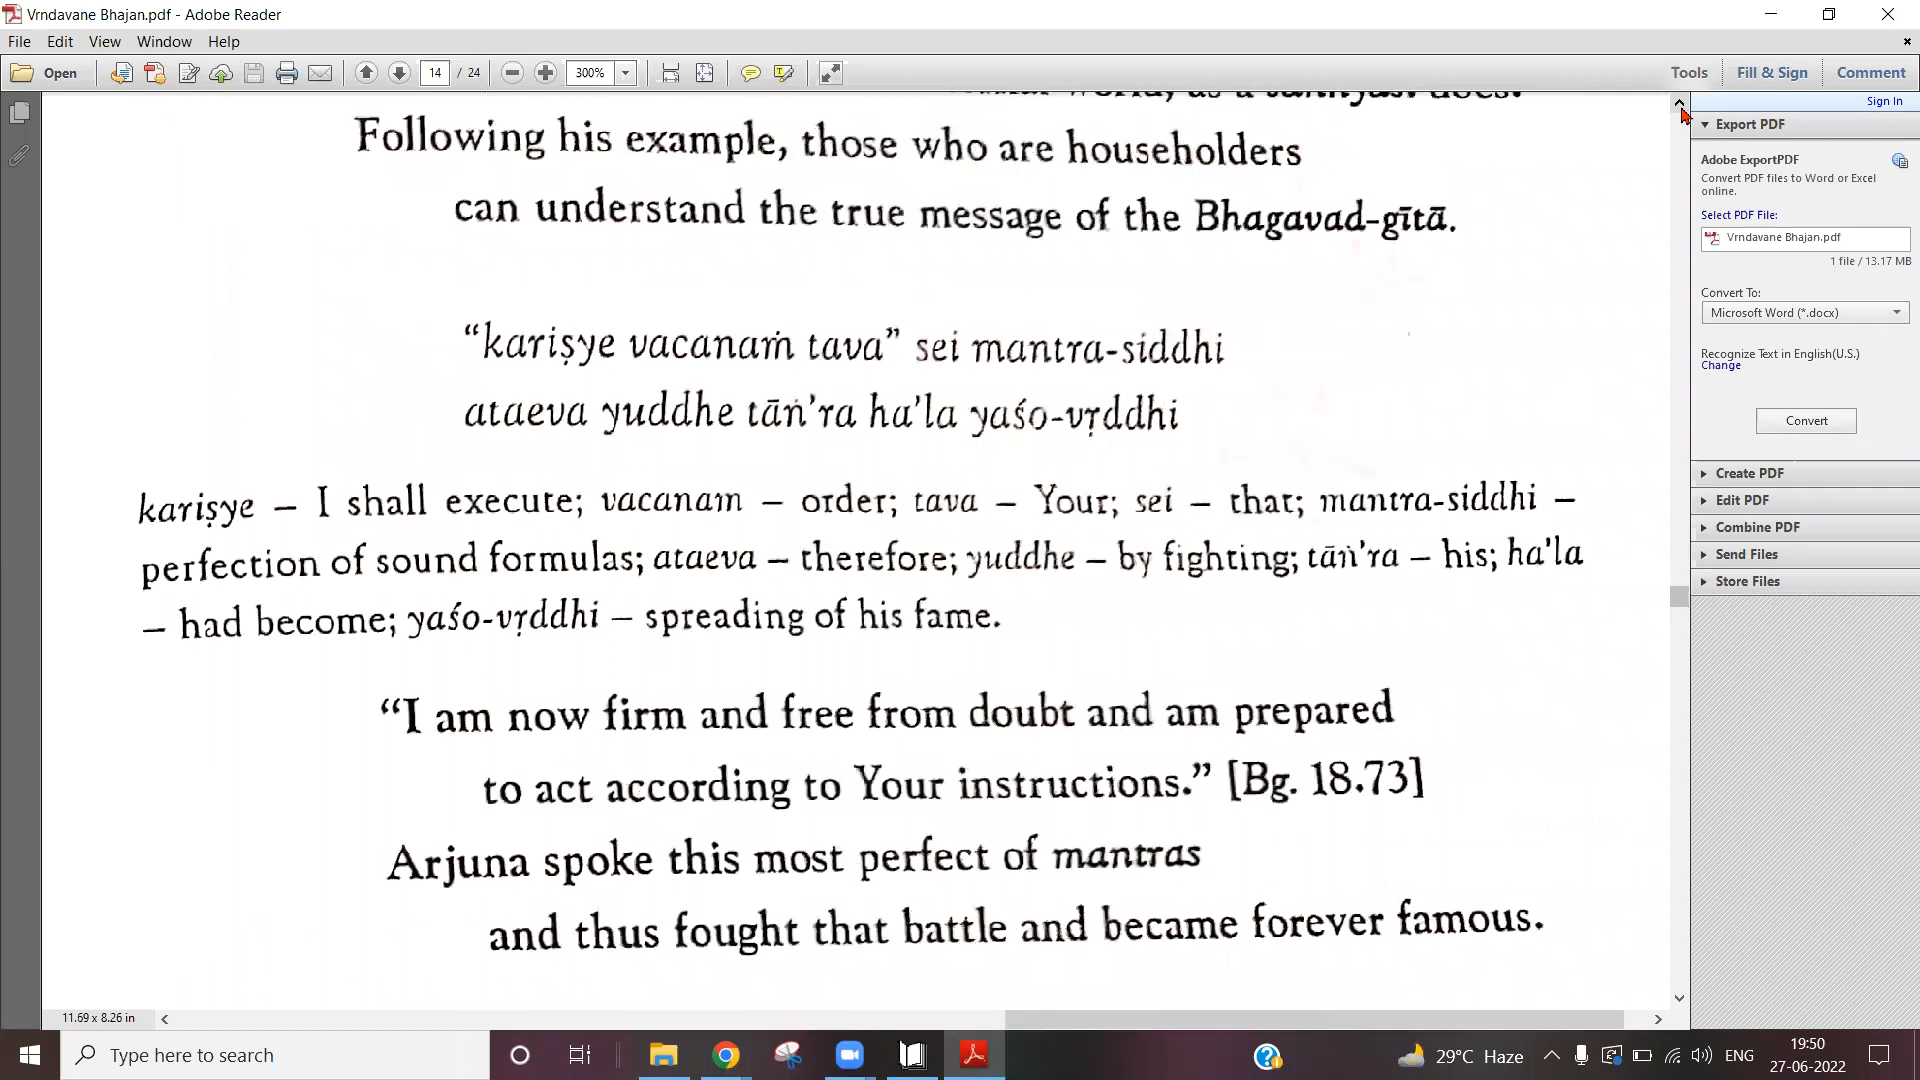 Vrndavane Bhajan.pdf - Adobe Reader
File Edit View Window Help
Open 14 / 24 300% Tools Fill & Sign Comment
Sign In
Export PDF
Adobe ExportPDF
Convert PDF files to Word or Excel
online.
Select PDF File:
Vrndavane Bhajan.pdf
1 file / 13.17 MB
Convert To:
Microsoft Word (*.docx)
Recognize Text in English(U.S.)
Change
Convert
Create PDF
Edit PDF
Combine PDF
Send Files
Store Files
world, as a does.
Following his example, those who are householders
can understand the true message of the Bhagavad-gītā.
“kariṣye vacanaṁ tava” sei mantra-siddhi
ataeva yuddhe tāṅ’ra ha’la yaśo-vṛddhi
kariṣye – I shall execute; vacanam – order; tava – Your; sei – that; mantra-siddhi –
perfection of sound formulas; ataeva – therefore; yuddhe – by fighting; tāṅ’ra – his; ha’la
– had become; yaśo-vṛddhi – spreading of his fame.
“I am now firm and free from doubt and am prepared
to act according to Your instructions.” [Bg. 18.73]
Arjuna spoke this most perfect of mantras
and thus fought that battle and became forever famous.
11.69 x 8.26 in
Type here to search 29°C Haze ENG 19:50
27-06-2022